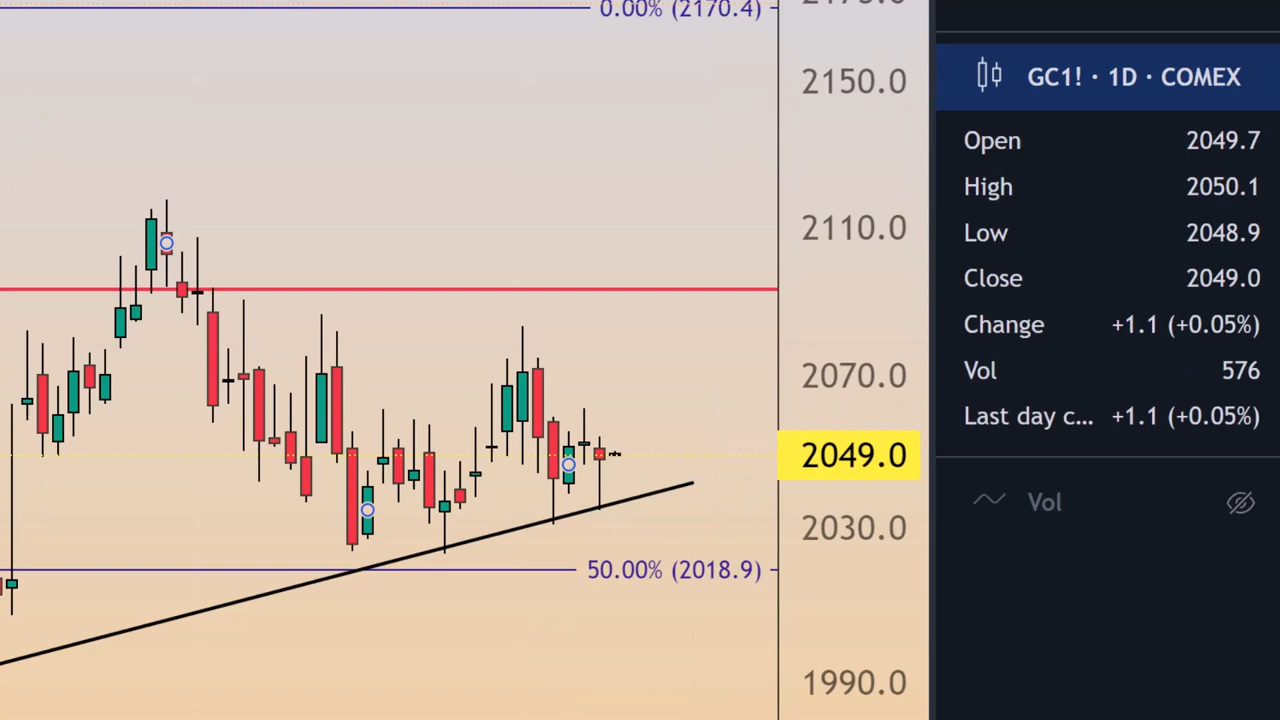 0.00% (2170.4)
2150.0
2110.0
2070.0
2049.0
2030.0
50.00% (2018.9)
1990.0
GC1! · 1D · COMEX
Open 2049.7
High 2050.1
Low 2048.9
Close 2049.0
Change +1.1 (+0.05%)
Vol 576
Last day c... +1.1 (+0.05%)
Vol